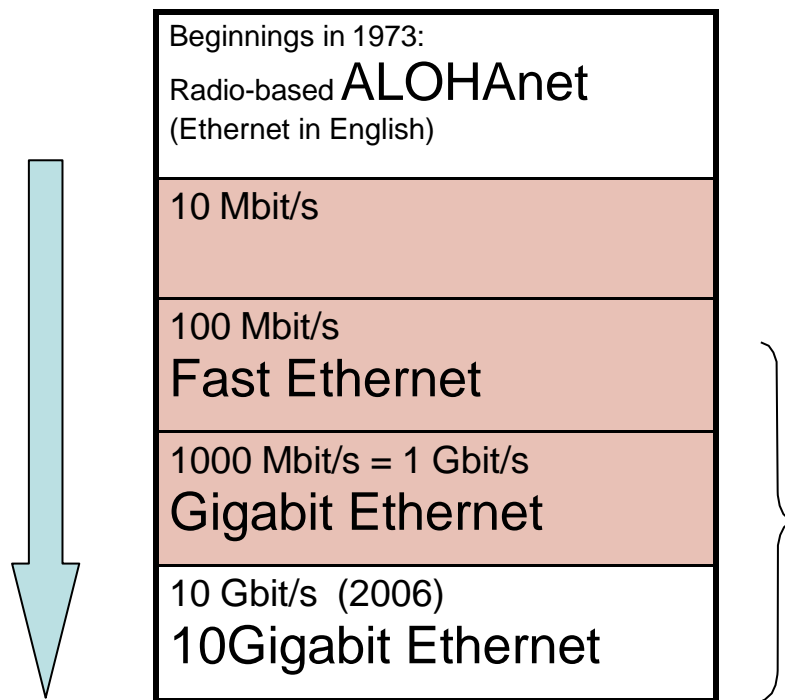 Beginnings in 1973:
Radio-based ALOHAnet
(Ethernet in English)
10 Mbit/s
100 Mbit/s
Fast Ethernet
1000 Mbit/s = 1 Gbit/s
Gigabit Ethernet
10 Gbit/s (2006)
10Gigabit Ethernet